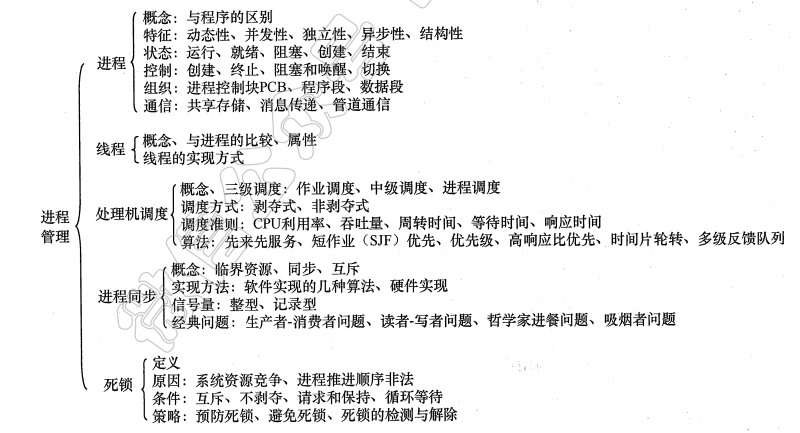 概念：与程序的区别
特征：动态性、并发性、独立性、异步性、结构性
状态：运行、就绪、阻塞、创建、结束
进程
控制：创建、终止、阻塞和唤醒、切换
组织：进程控制块PCB、程序段、数据段
通信：共享存储、消息传递、管道通信
概念、与进程的比较、属性
线程
线程的实现方式
概念、三级调度：作业调度、中级调度、进程调度
调度方式：剥夺式、非剥夺式
进程
管理
处理机调度
调度准则：CPU利用率、吞吐量、周转时间、等待时间、响应时间
算法：先来先服务、短作业（SJF）优先、优先级、高响应比优先、时间片轮转、多级反馈队列
概念：临界资源、同步、互斥
实现方法：软件实现的几种算法、硬件实现
进程同步
信号量：整型、记录型
经典问题：生产者-消费者问题、读者-写者问题、哲学家进餐问题、吸烟者问题
定义
死锁
原因：系统资源竞争、进程推进顺序非法
条件：互斥、不剥夺、请求和保持、循环等待
策略：预防死锁、避免死锁、死锁的检测与解除